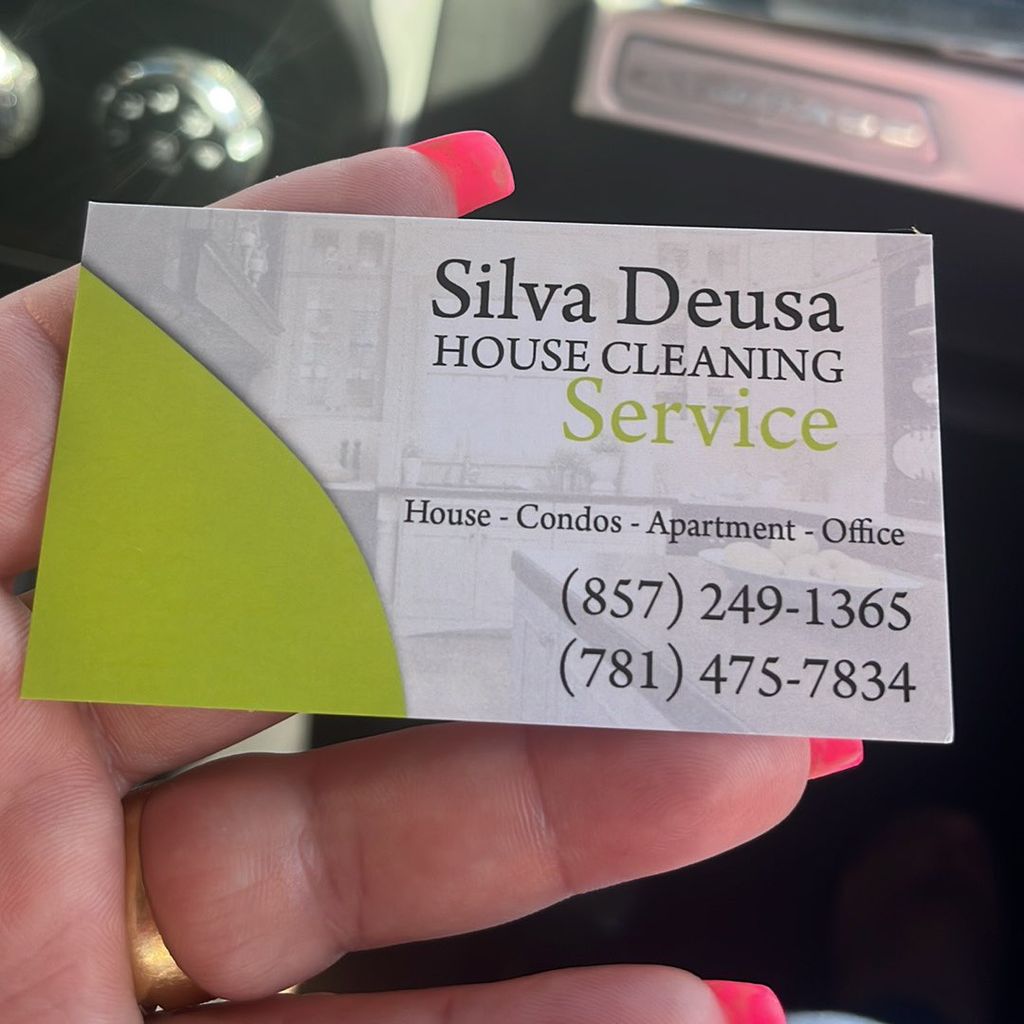 Silva Deusa
HOUSE CLEANING
Service
House - Condos - Apartment - Office
(857) 249-1365
(781) 475-7834